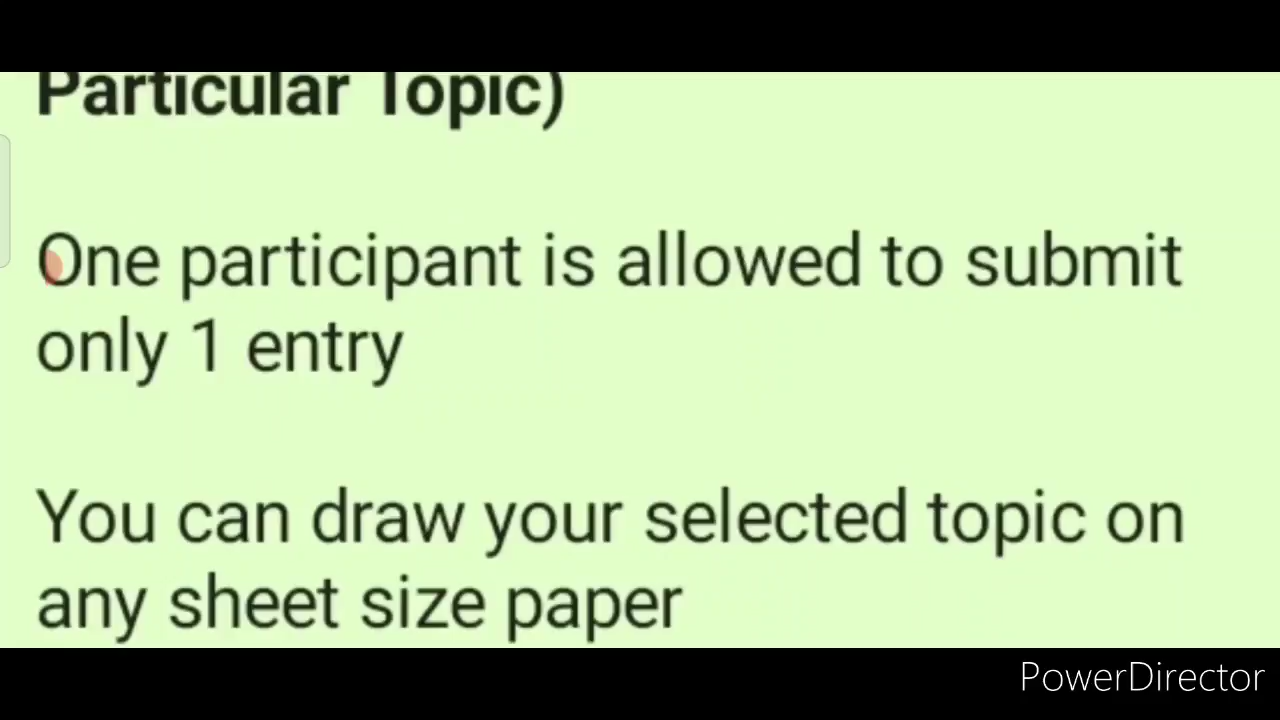 Particular Topic)
One participant is allowed to submit
only 1 entry
You can draw your selected topic on
any sheet size paper
PowerDirector